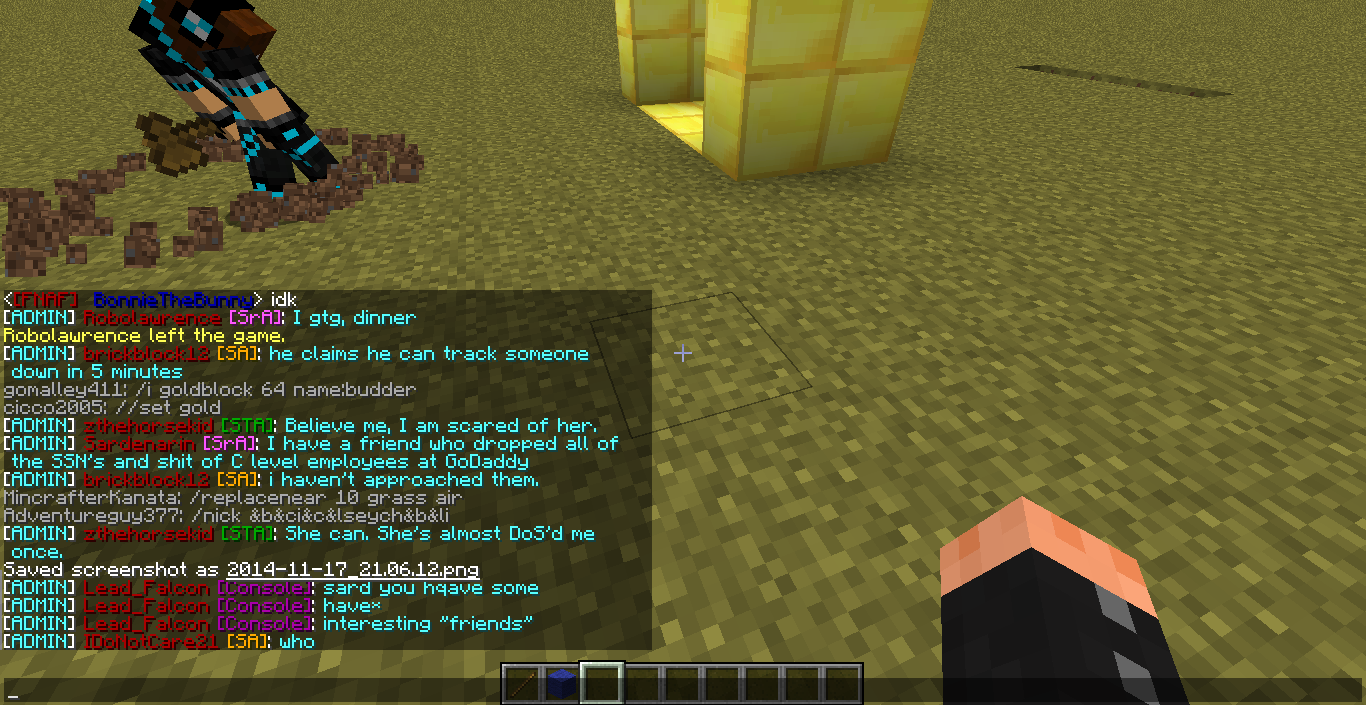 <[FNAF] BonnieTheBunny> idk
[ADMIN] Robolawrence [SrA]: I gtg, dinner
Robolawrence left the game.
[ADMIN] brickblock12 [SA]: he claims he can track someone
down in 5 minutes
gomalley411: /i goldblock 64 name:budder
cicco2005: //set gold
[ADMIN] zthehorsekid [STA]: Believe me, I am scared of her.
[ADMIN] Sardenarin [SrA]: I have a friend who dropped all of
the SSN's and shit of C level employees at GoDaddy
[ADMIN] brickblock12 [SA]: i haven't approached them.
MincrafterKanata: /replacenear 10 grass air
Adventureguy377: /nick &b&ci&c&lseych&b&li
[ADMIN] zthehorsekid [STA]: She can. She's almost DoS'd me
once.
Saved screenshot as 2014-11-17_21.06.12.png
[ADMIN] Lead_Falcon [Console]: sard you hqave some
[ADMIN] Lead_Falcon [Console]: have*
[ADMIN] Lead_Falcon [Console]: interesting "friends"
[ADMIN] IDoNotCare21 [SA]: who
_